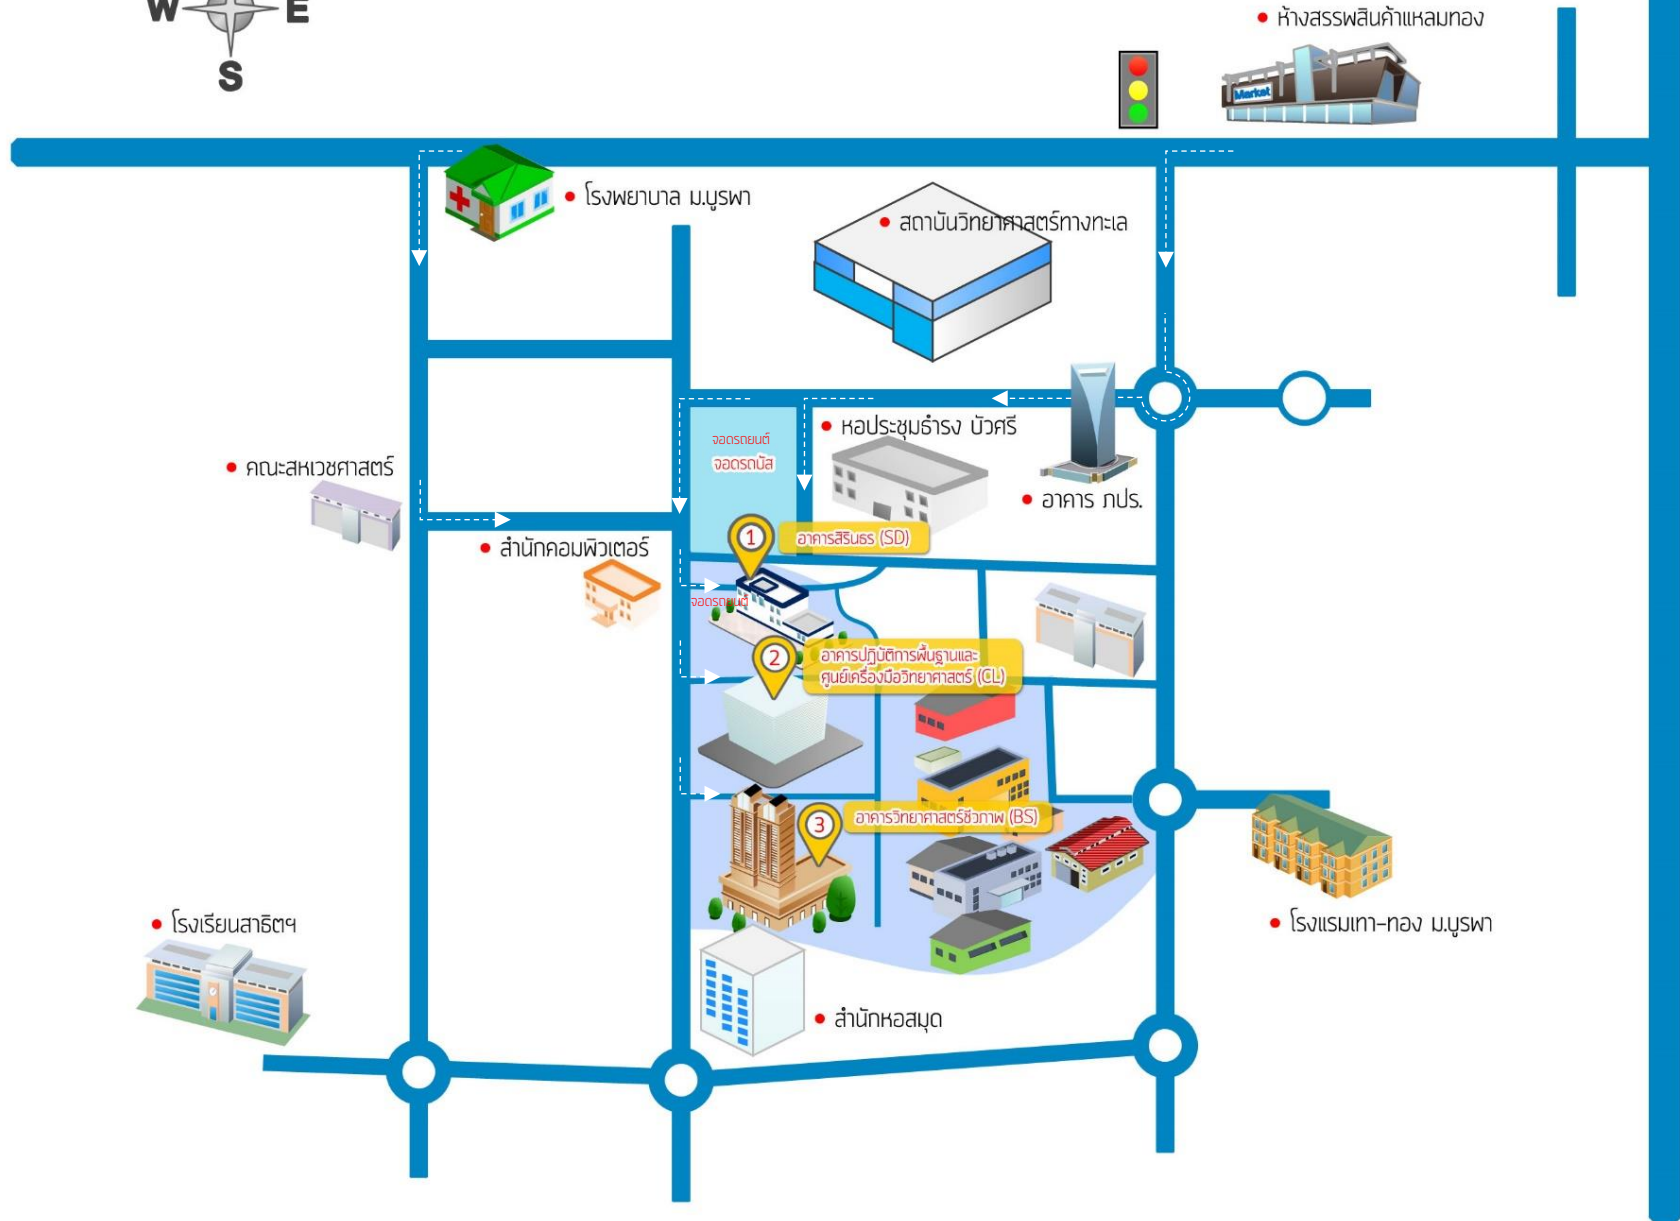 W E
S
ห้างสรรพสินค้าแหลมทอง
Market
โรงพยาบาล ม.บูรพา
สถาบันวิทยาศาสตร์ทางทะเล
จอดรถยนต์
จอดรถบัส
หอประชุมธำรง บัวศรี
คณะสหเวชศาสตร์
อาคาร ภปร.
สำนักคอมพิวเตอร์
1
อาคารสิรินธร (SD)
จอดรถยนต์
2
อาคารปฏิบัติการพื้นฐานและ
ศูนย์เครื่องมือวิทยาศาสตร์ (CL)
3
อาคารวิทยาศาสตร์ชีวภาพ (BS)
โรงเรียนสาธิตฯ
โรงแรมเทา-ทอง ม.บูรพา
สำนักหอสมุด